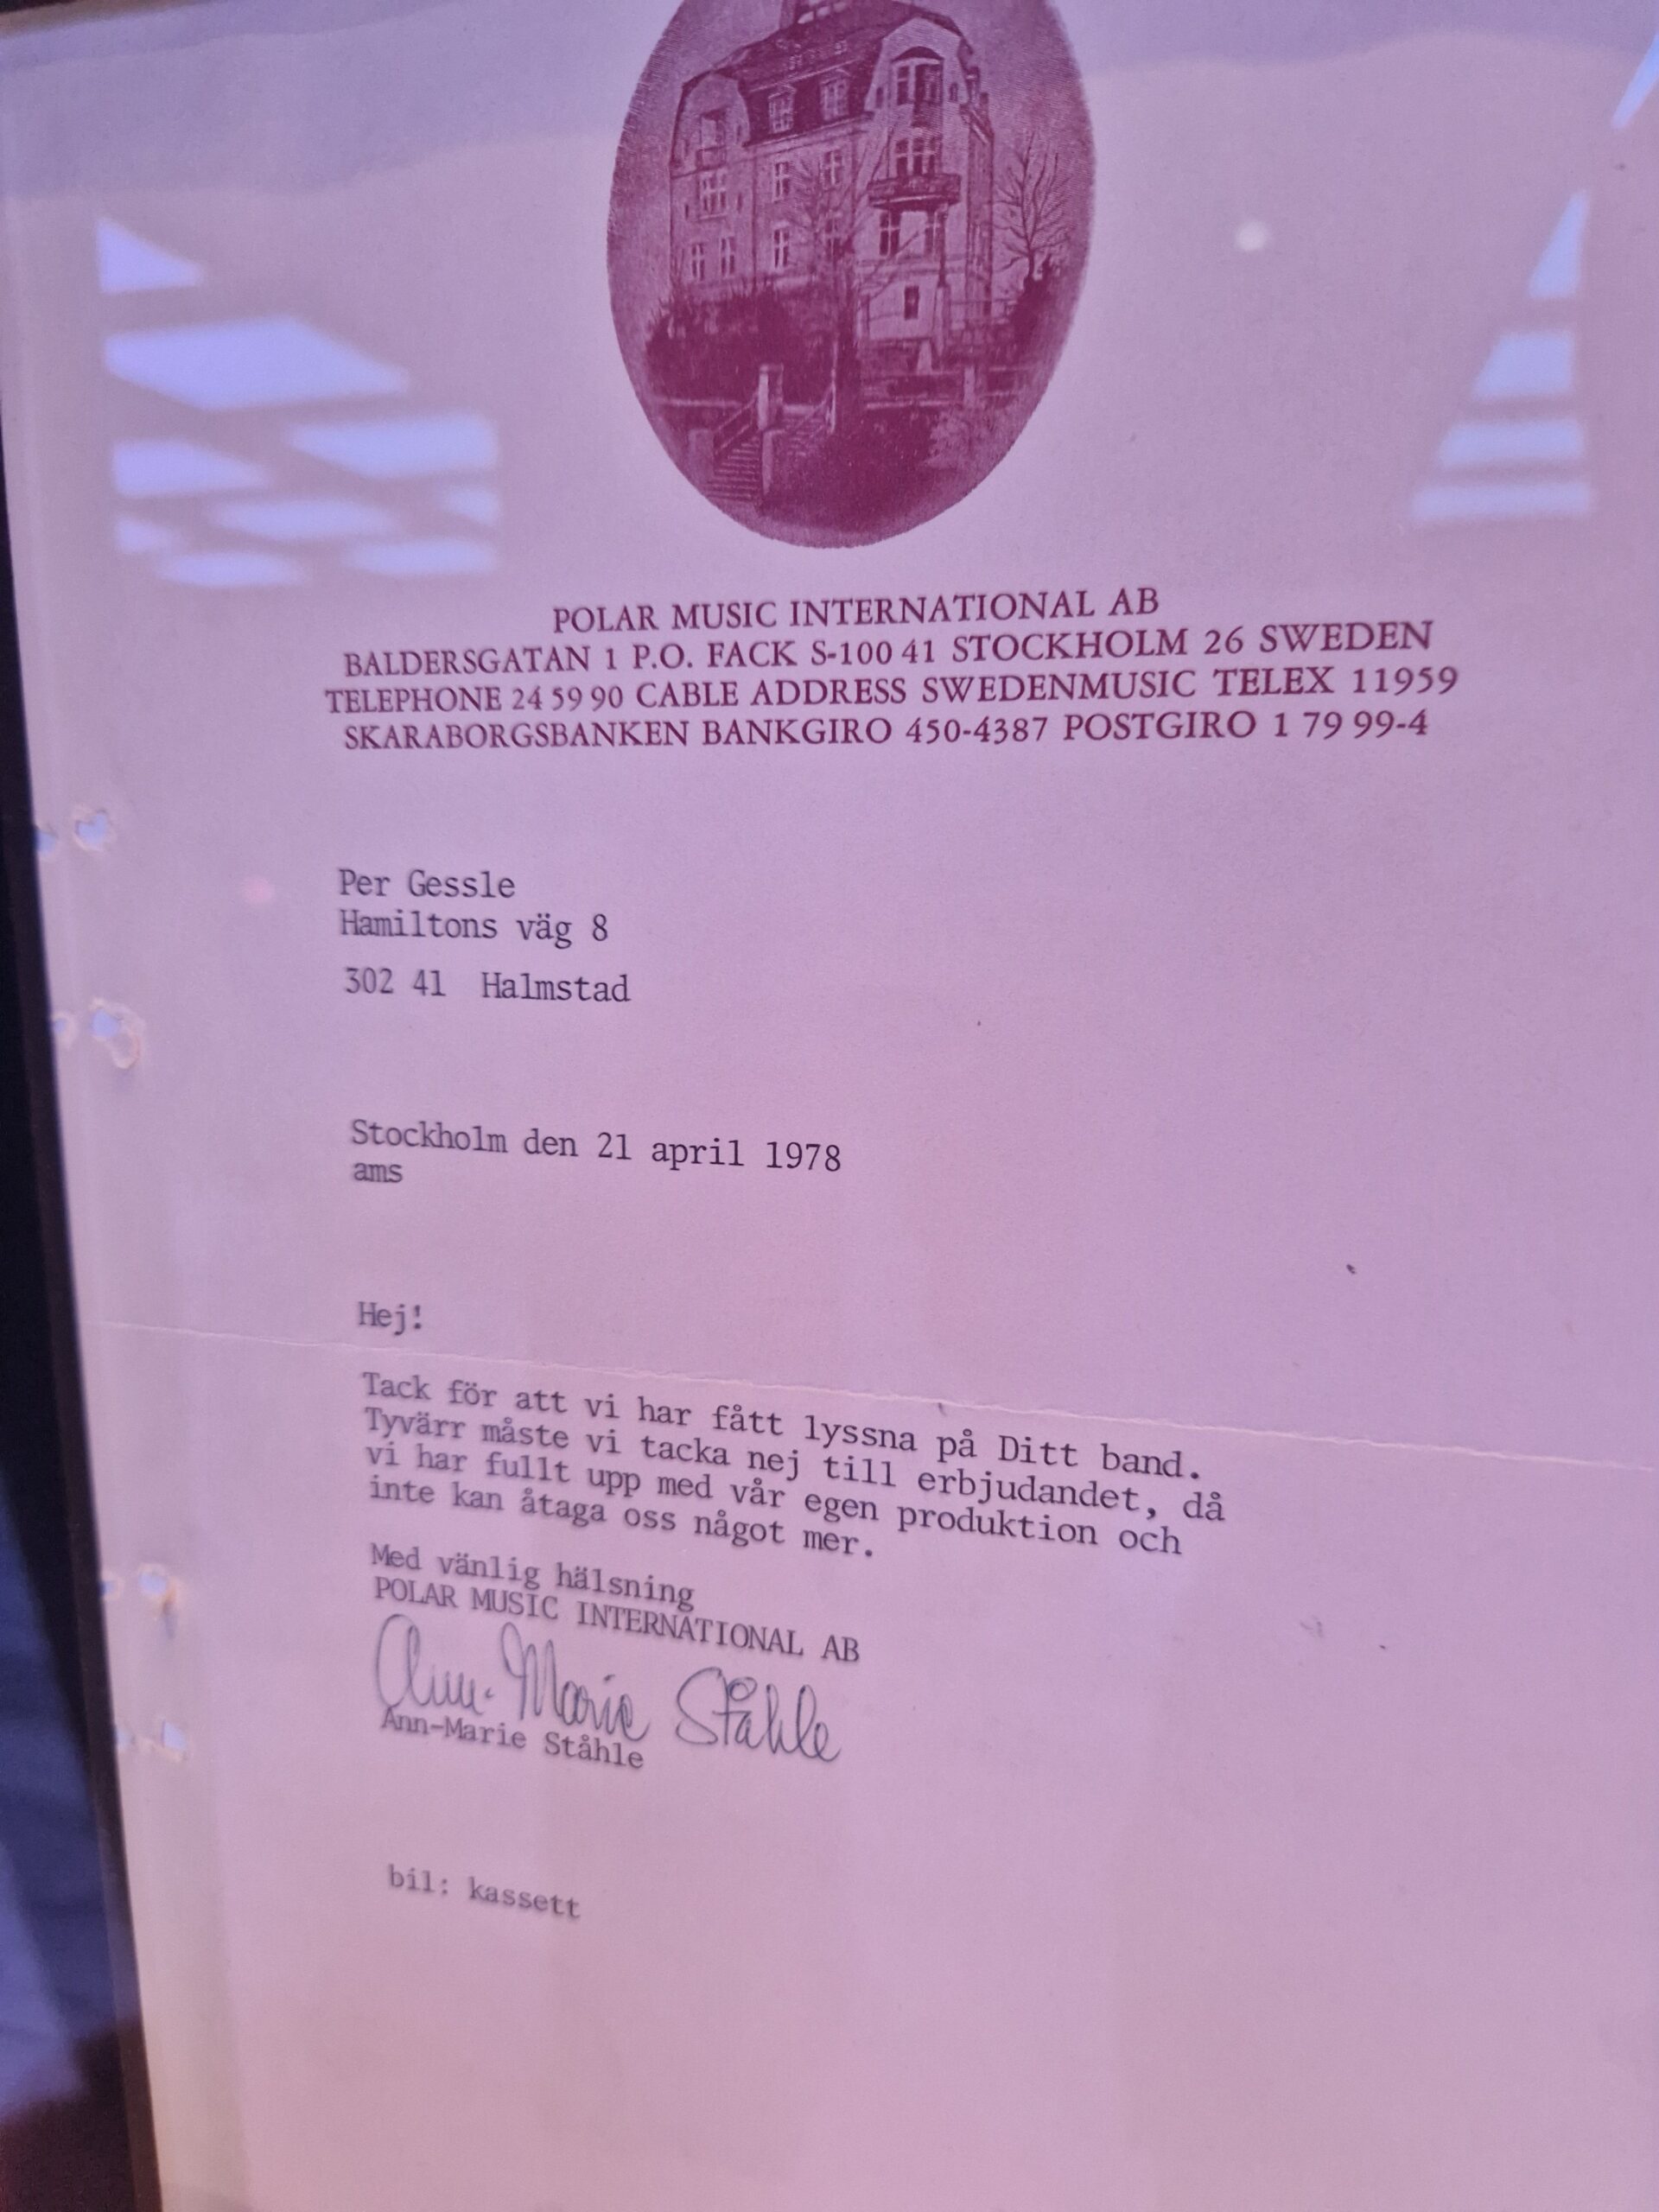 POLAR MUSIC INTERNATIONAL AB
BALDERSGATAN 1 P.O. FACK S-100 41 STOCKHOLM 26 SWEDEN
TELEPHONE 24 59 90 CABLE ADDRESS SWEDENMUSIC TELEX 11959
SKARABORGSBANKEN BANKGIRO 450-4387 POSTGIRO 1 79 99-4
Per Gessle
Hamiltons väg 8
302 41 Halmstad
Stockholm den 21 april 1978
ams
Hej!
Tack för att vi har fått lyssna på Ditt band.
Tyvärr måste vi tacka nej till erbjudandet, då
vi har fullt upp med vår egen produktion och
inte kan åtaga oss något mer.
Med vänlig hälsning
POLAR MUSIC INTERNATIONAL AB
Ann-Marie Ståhle
Ann-Marie Ståhle
bil: kassett